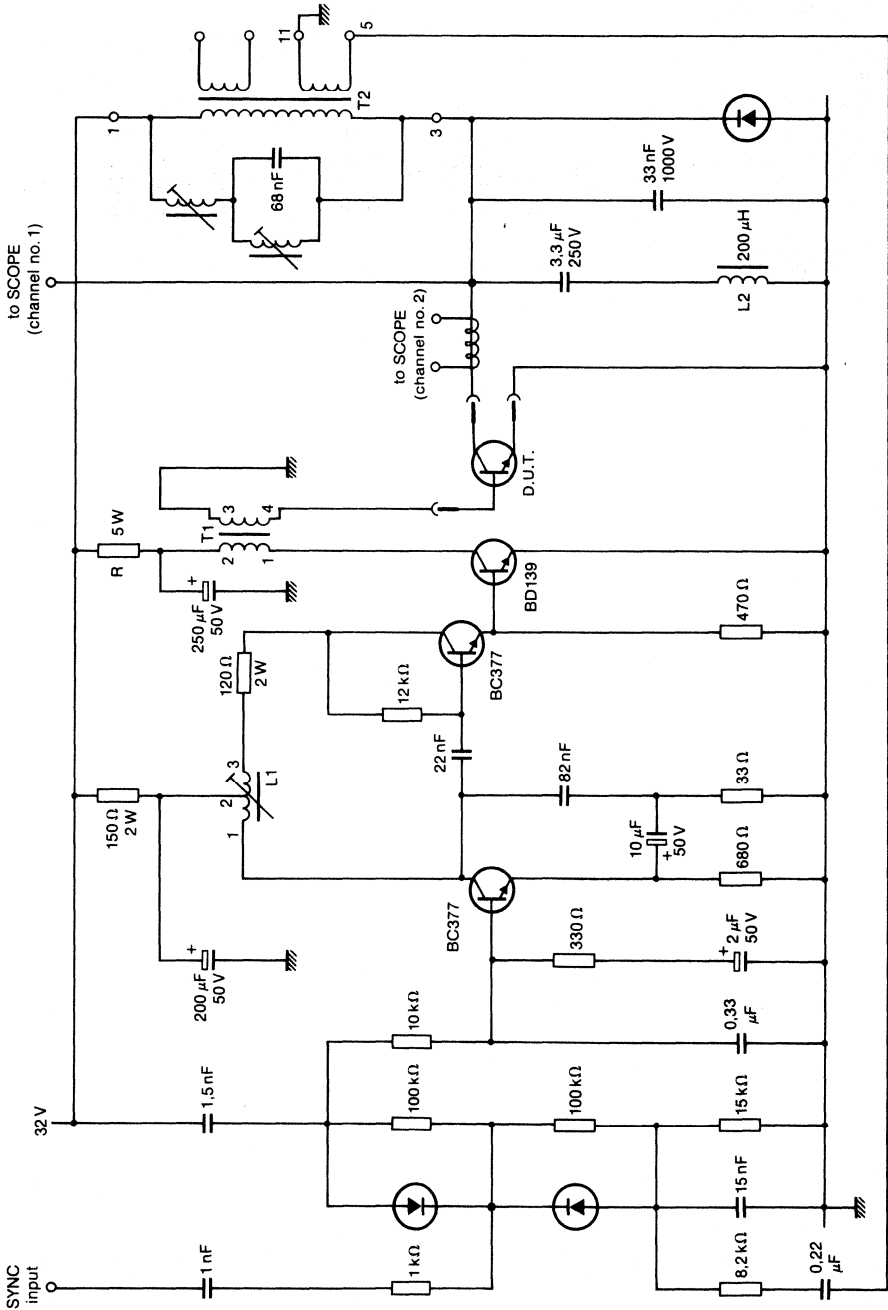 SYNC
input
1 nF
1 kΩ
8,2 kΩ
0,22
μF
15 nF
32 V
1,5 nF
100 kΩ
100 kΩ
15 kΩ
10 kΩ
0,33
μF
200 μF
50 V
+
330 Ω
+
2 μF
50 V
BC377
150 Ω
2 W
1
2
3
L1
10 μF
+
50 V
680 Ω
82 nF
33 Ω
22 nF
12 kΩ
120 Ω
2 W
BC377
470 Ω
250 μF
50 V
+
R
5 W
2
1
T1
3
4
BD139
D.U.T.
to SCOPE
(channel no. 2)
to SCOPE
(channel no. 1)
3,3 μF
250 V
L2
200 μH
33 nF
1000 V
68 nF
1
3
T2
11
5